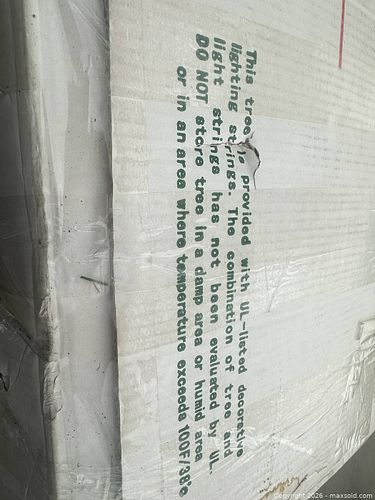 This tree is provided with UL-listed decorative
lighting strings. The combination of tree and
light strings has not been evaluated by UL.
DO NOT store tree in a damp area or humid area
or in an area where temperature exceeds 100F/38°c
Copyright 2026 - maxsold.com